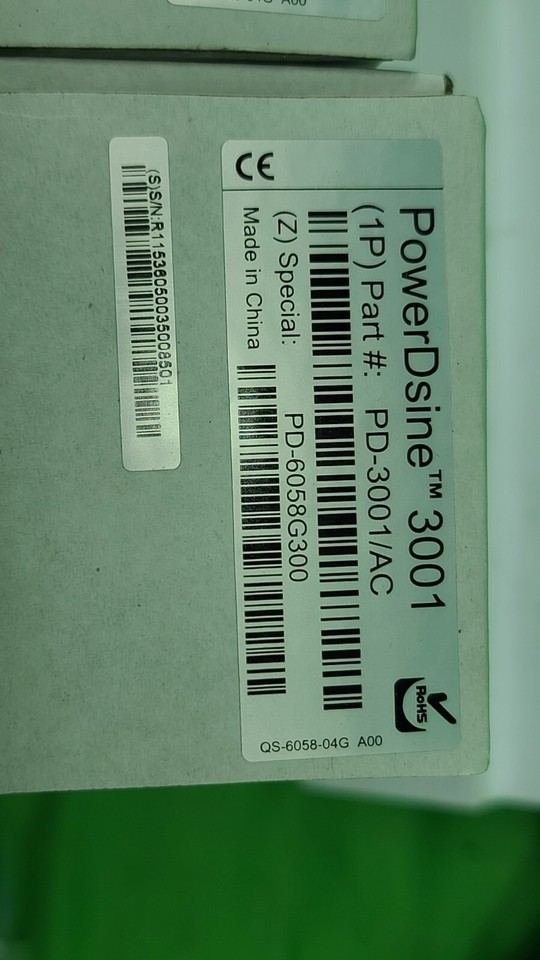 PowerDsine™ 3001
(1P) Part #: PD-3001/AC
(Z) Special: PD-6058G300
Made in China
CE
RoHS
QS-6058-04G A00
(S)S/N:R11536050035008501
A00